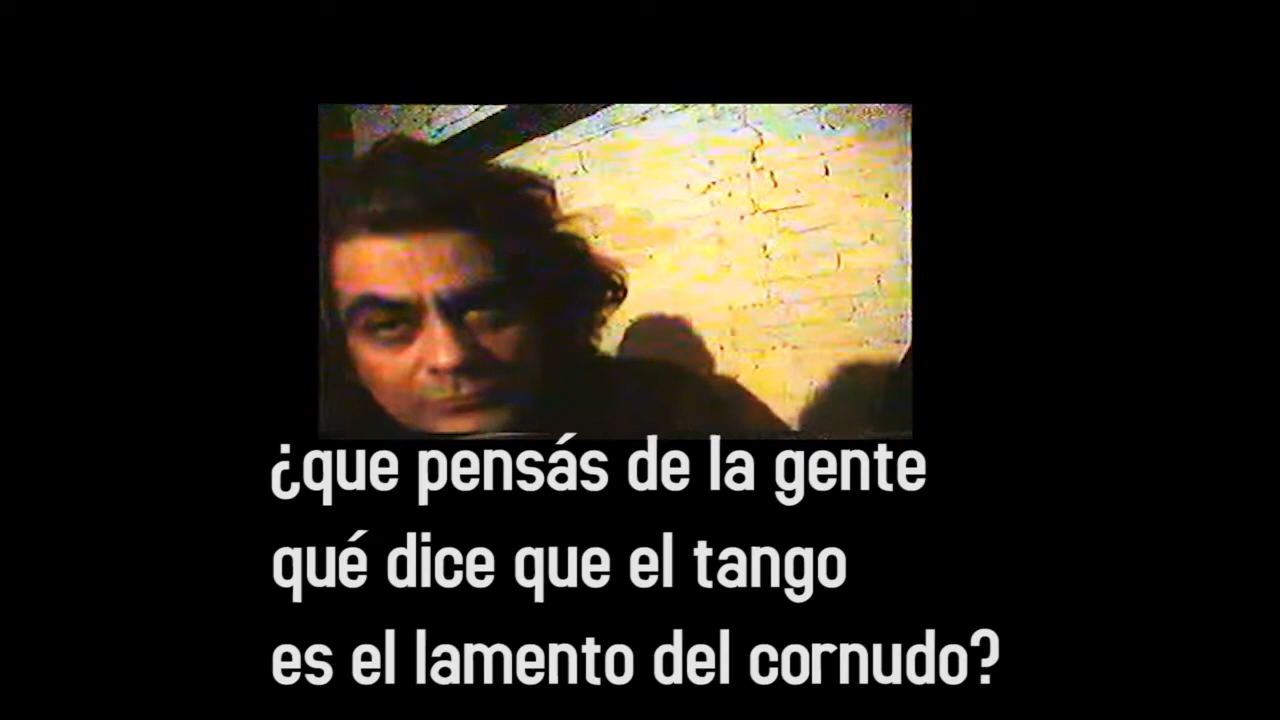 ¿que pensás de la gente
qué dice que el tango
es el lamento del cornudo?